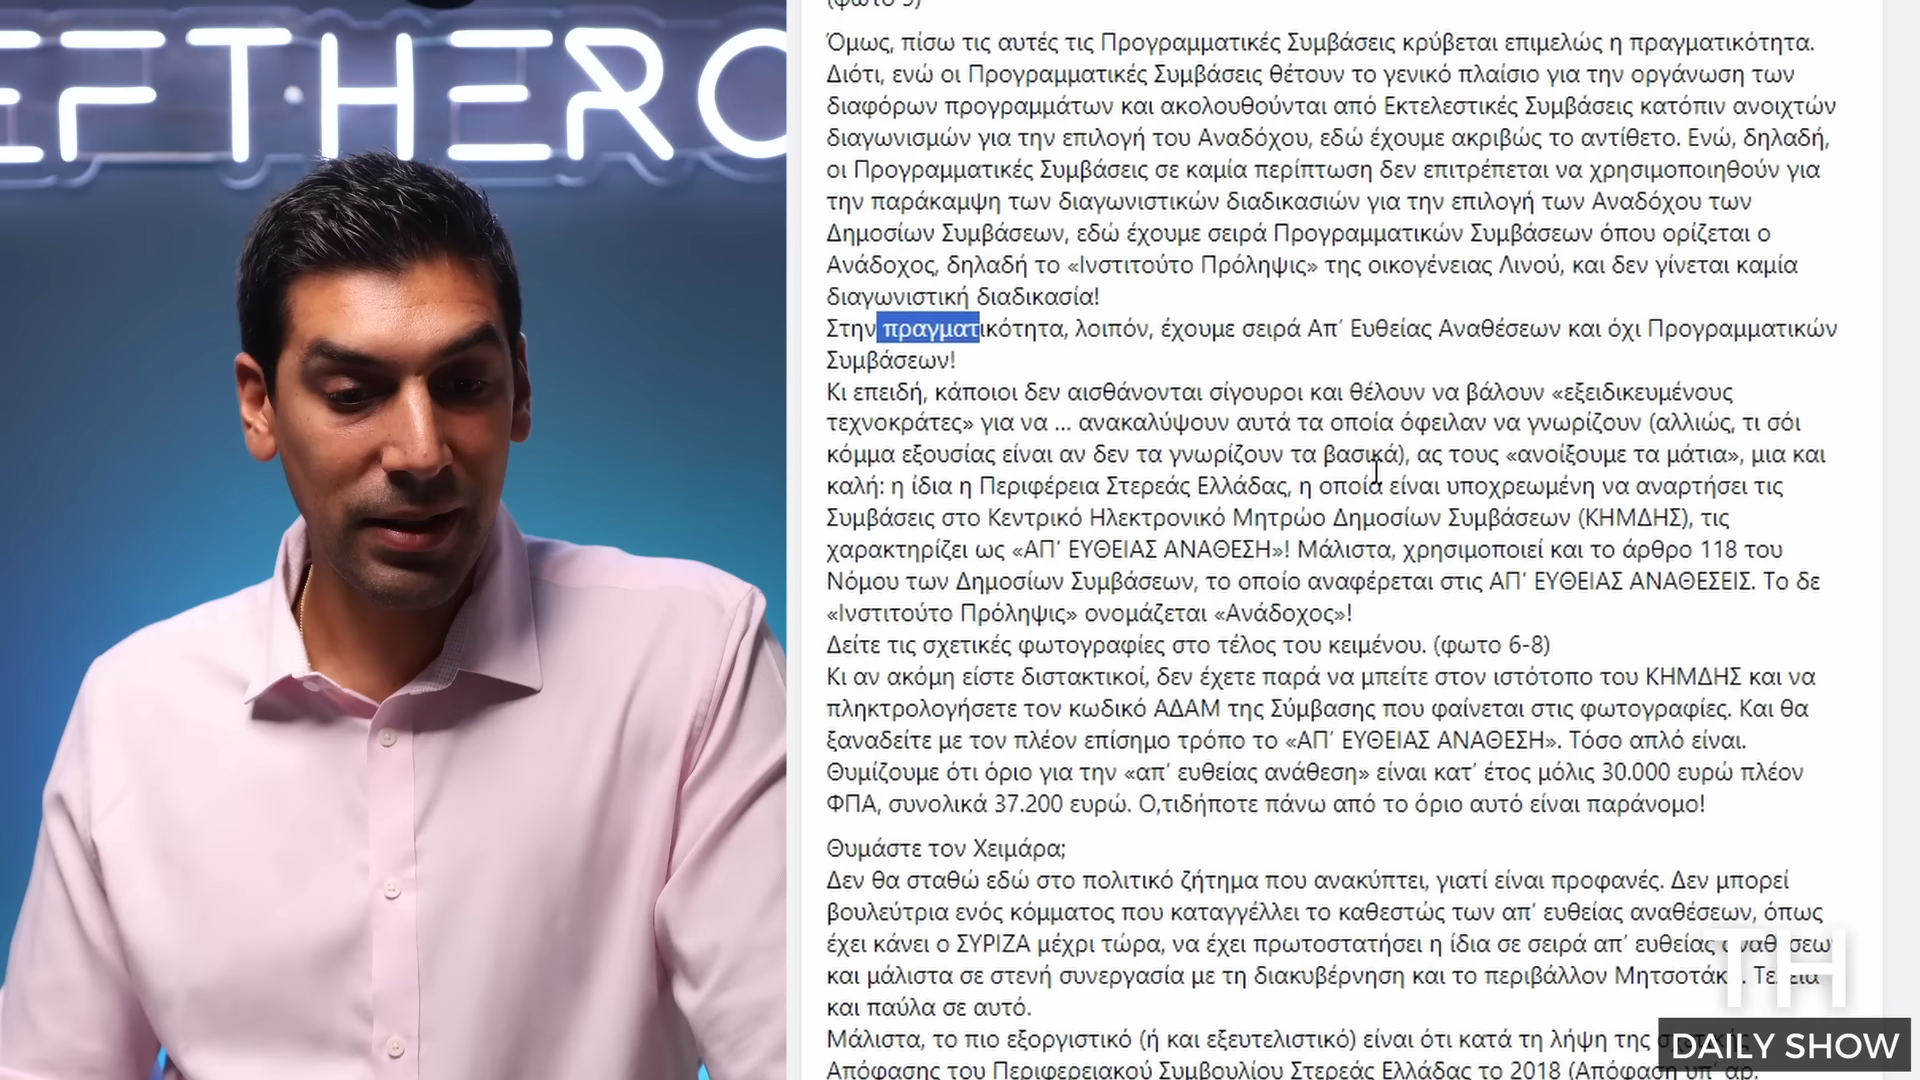 EFTHERO
(φωτο 5)
Όμως, πίσω τις αυτές τις Προγραμματικές Συμβάσεις κρύβεται επιμελώς η πραγματικότητα.
Διότι, ενώ οι Προγραμματικές Συμβάσεις θέτουν το γενικό πλαίσιο για την οργάνωση των
διαφόρων προγραμμάτων και ακολουθούνται από Εκτελεστικές Συμβάσεις κατόπιν ανοιχτών
διαγωνισμών για την επιλογή του Αναδόχου, εδώ έχουμε ακριβώς το αντίθετο. Ενώ, δηλαδή,
οι Προγραμματικές Συμβάσεις σε καμία περίπτωση δεν επιτρέπεται να χρησιμοποιηθούν για
την παράκαμψη των διαγωνιστικών διαδικασιών για την επιλογή των Αναδόχου των
Δημοσίων Συμβάσεων, εδώ έχουμε σειρά Προγραμματικών Συμβάσεων όπου ορίζεται ο
Ανάδοχος, δηλαδή το «Ινστιτούτο Πρόληψις» της οικογένειας Λινού, και δεν γίνεται καμία
διαγωνιστική διαδικασία!
Στην πραγματικότητα, λοιπόν, έχουμε σειρά Απ’ Ευθείας Αναθέσεων και όχι Προγραμματικών
Συμβάσεων!
Κι επειδή, κάποιοι δεν αισθάνονται σίγουροι και θέλουν να βάλουν «εξειδικευμένους
τεχνοκράτες» για να … ανακαλύψουν αυτά τα οποία όφειλαν να γνωρίζουν (αλλιώς, τι σόι
κόμμα εξουσίας είναι αν δεν τα γνωρίζουν τα βασικά), ας τους «ανοίξουμε τα μάτια», μια και
καλή: η ίδια η Περιφέρεια Στερεάς Ελλάδας, η οποία είναι υποχρεωμένη να αναρτήσει τις
Συμβάσεις στο Κεντρικό Ηλεκτρονικό Μητρώο Δημοσίων Συμβάσεων (ΚΗΜΔΗΣ), τις
χαρακτηρίζει ως «ΑΠ’ ΕΥΘΕΙΑΣ ΑΝΑΘΕΣΗ»! Μάλιστα, χρησιμοποιεί και το άρθρο 118 του
Νόμου των Δημοσίων Συμβάσεων, το οποίο αναφέρεται στις ΑΠ’ ΕΥΘΕΙΑΣ ΑΝΑΘΕΣΕΙΣ. Το δε
«Ινστιτούτο Πρόληψις» ονομάζεται «Ανάδοχος»!
Δείτε τις σχετικές φωτογραφίες στο τέλος του κειμένου. (φωτο 6-8)
Κι αν ακόμη είστε διστακτικοί, δεν έχετε παρά να μπείτε στον ιστότοπο του ΚΗΜΔΗΣ και να
πληκτρολογήσετε τον κωδικό ΑΔΑΜ της Σύμβασης που φαίνεται στις φωτογραφίες. Και θα
ξαναδείτε με τον πλέον επίσημο τρόπο το «ΑΠ’ ΕΥΘΕΙΑΣ ΑΝΑΘΕΣΗ». Τόσο απλό είναι.
Θυμίζουμε ότι όριο για την «απ’ ευθείας ανάθεση» είναι κατ’ έτος μόλις 30.000 ευρώ πλέον
ΦΠΑ, συνολικά 37.200 ευρώ. Ο,τιδήποτε πάνω από το όριο αυτό είναι παράνομο!
Θυμάστε τον Χειμάρα;
Δεν θα σταθώ εδώ στο πολιτικό ζήτημα που ανακύπτει, γιατί είναι προφανές. Δεν μπορεί
βουλεύτρια ενός κόμματος που καταγγέλλει το καθεστώς των απ’ ευθείας αναθέσεων, όπως
έχει κάνει ο ΣΥΡΙΖΑ μέχρι τώρα, να έχει πρωτοστατήσει η ίδια σε σειρά απ’ ευθείας αναθέσεων
και μάλιστα σε στενή συνεργασία με τη διακυβέρνηση και το περιβάλλον Μητσοτάκη. Τελεία
και παύλα σε αυτό.
Μάλιστα, το πιο εξοργιστικό (ή και εξευτελιστικό) είναι ότι κατά τη λήψη της σχετικής
Απόφασης του Περιφερειακού Συμβουλίου Στερεάς Ελλάδας το 2018 (Απόφαση υπ’ αρ.
TH
DAILY SHOW